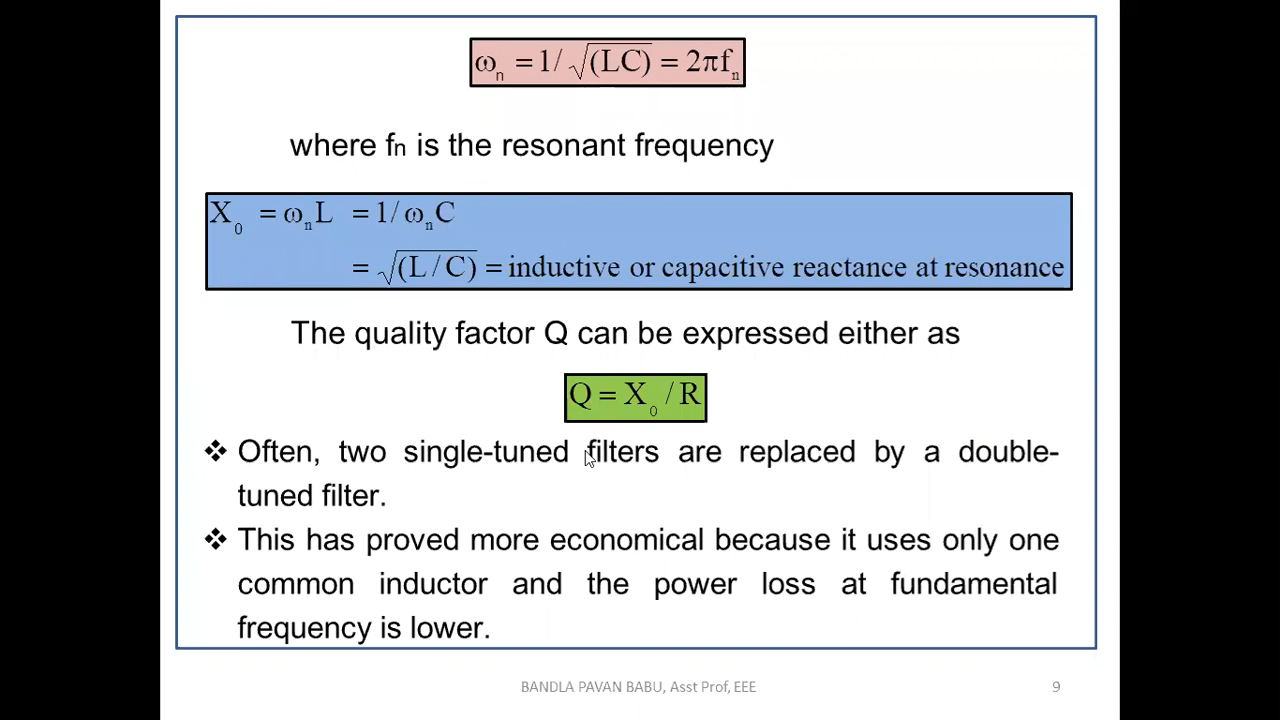 ωₙ = 1/√(LC) = 2πfₙ
where fn is the resonant frequency
X₀ = ωₙL = 1/ωₙC
= √(L/C) = inductive or capacitive reactance at resonance
The quality factor Q can be expressed either as
Q = X₀/R
❖ Often, two single-tuned filters are replaced by a double-
tuned filter.
❖ This has proved more economical because it uses only one
common inductor and the power loss at fundamental
frequency is lower.
BANDLA PAVAN BABU, Asst Prof, EEE 9